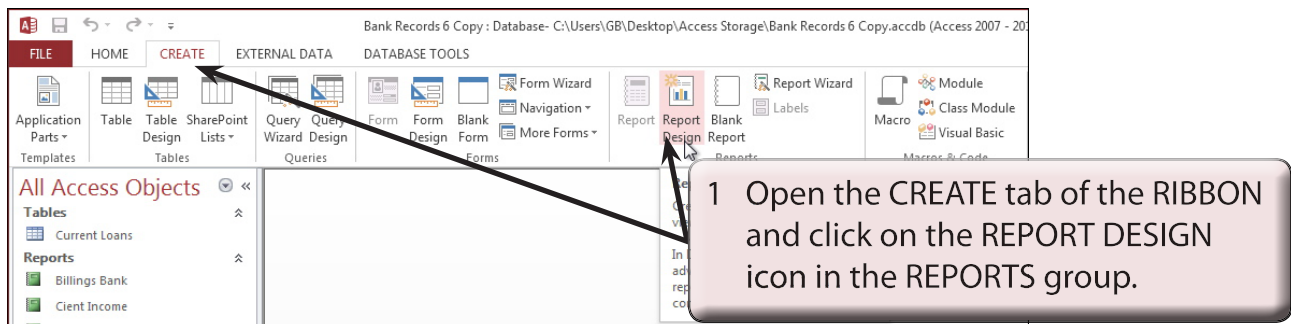 Bank Records 6 Copy : Database- C:\Users\GB\Desktop\Access Storage\Bank Records 6 Copy.accdb (Access 2007 - 20
FILE HOME CREATE EXTERNAL DATA DATABASE TOOLS
Application Parts Table Table Design SharePoint Lists Query Wizard Query Design Form Form Design Blank Form Form Wizard Navigation More Forms Report Report Design Blank Report Report Wizard Labels Macro Module Class Module Visual Basic
Templates Tables Queries Forms Reports Macros & Code
All Access Objects
Tables
Current Loans
Reports
Billings Bank
Cient Income
1 Open the CREATE tab of the RIBBON
and click on the REPORT DESIGN
icon in the REPORTS group.